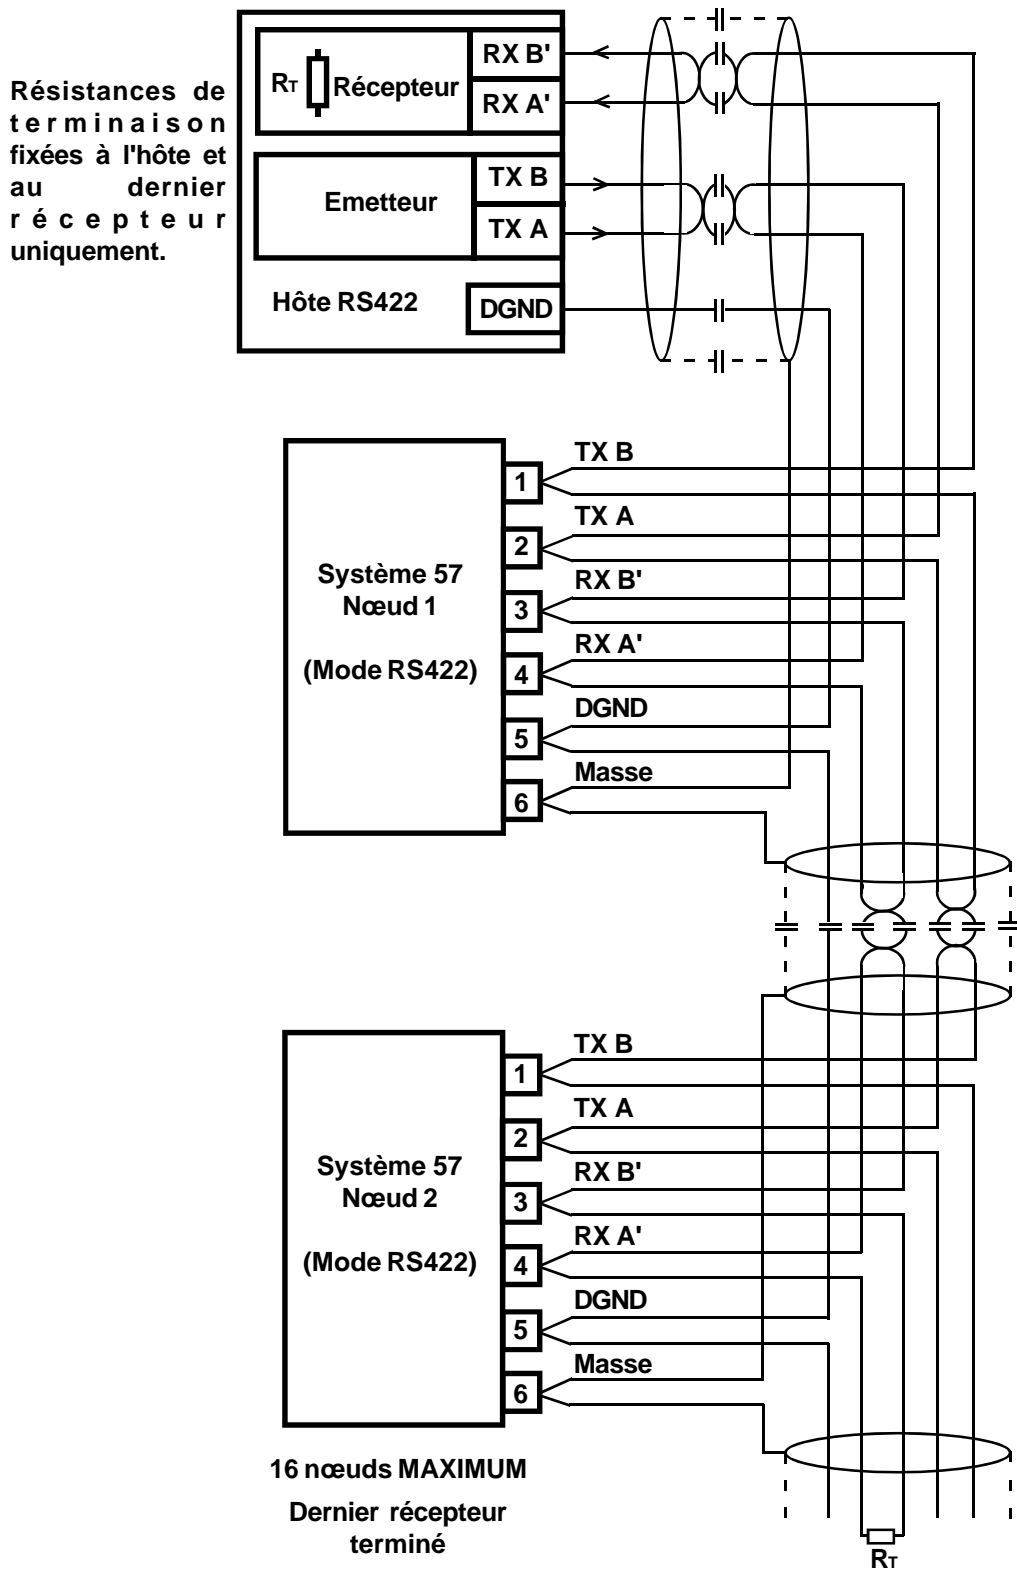 Résistances de
terminaison
fixées à l'hôte et
au dernier
récepteur
uniquement.
RT Récepteur
RX B'
RX A'
Emetteur
TX B
TX A
Hôte RS422
DGND
Système 57
Nœud 1
(Mode RS422)
1
TX B
2
TX A
3
RX B'
4
RX A'
5
DGND
6
Masse
Système 57
Nœud 2
(Mode RS422)
1
TX B
2
TX A
3
RX B'
4
RX A'
5
DGND
6
Masse
16 nœuds MAXIMUM
Dernier récepteur
terminé
RT